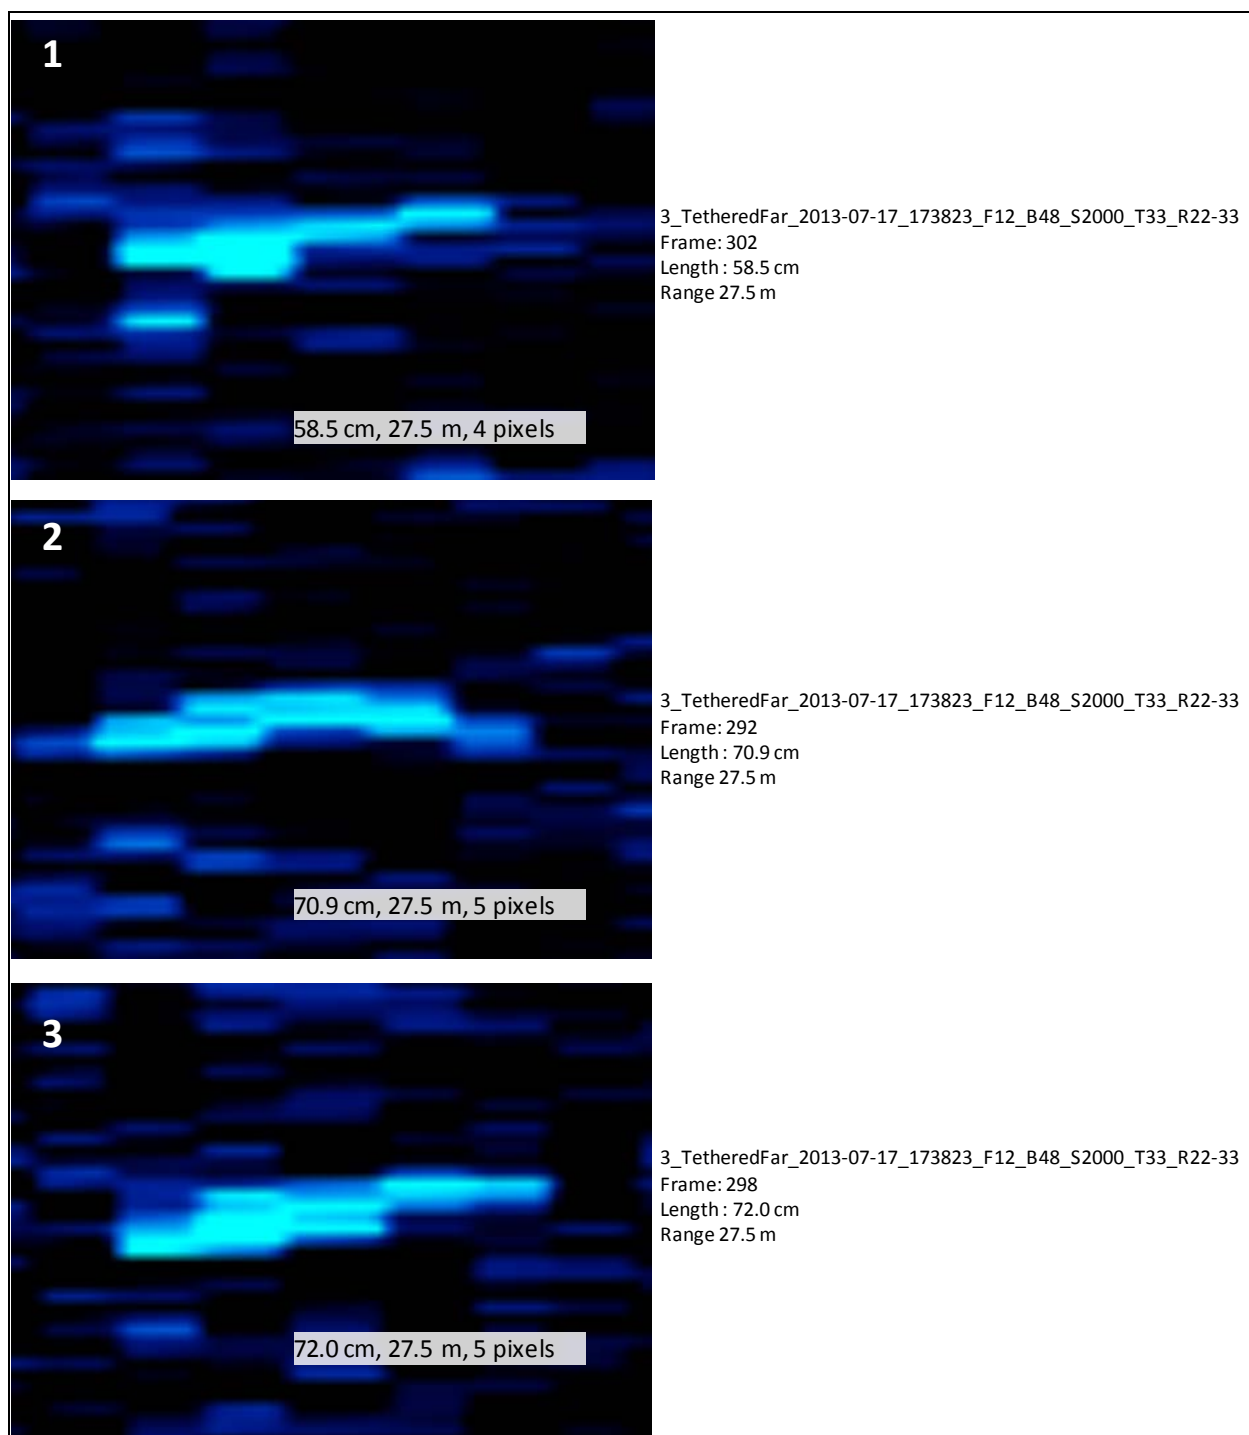 1
58.5 cm, 27.5 m, 4 pixels
3_TetheredFar_2013-07-17_173823_F12_B48_S2000_T33_R22-33
Frame: 302
Length : 58.5 cm
Range 27.5 m
2
70.9 cm, 27.5 m, 5 pixels
3_TetheredFar_2013-07-17_173823_F12_B48_S2000_T33_R22-33
Frame: 292
Length : 70.9 cm
Range 27.5 m
3
72.0 cm, 27.5 m, 5 pixels
3_TetheredFar_2013-07-17_173823_F12_B48_S2000_T33_R22-33
Frame: 298
Length : 72.0 cm
Range 27.5 m